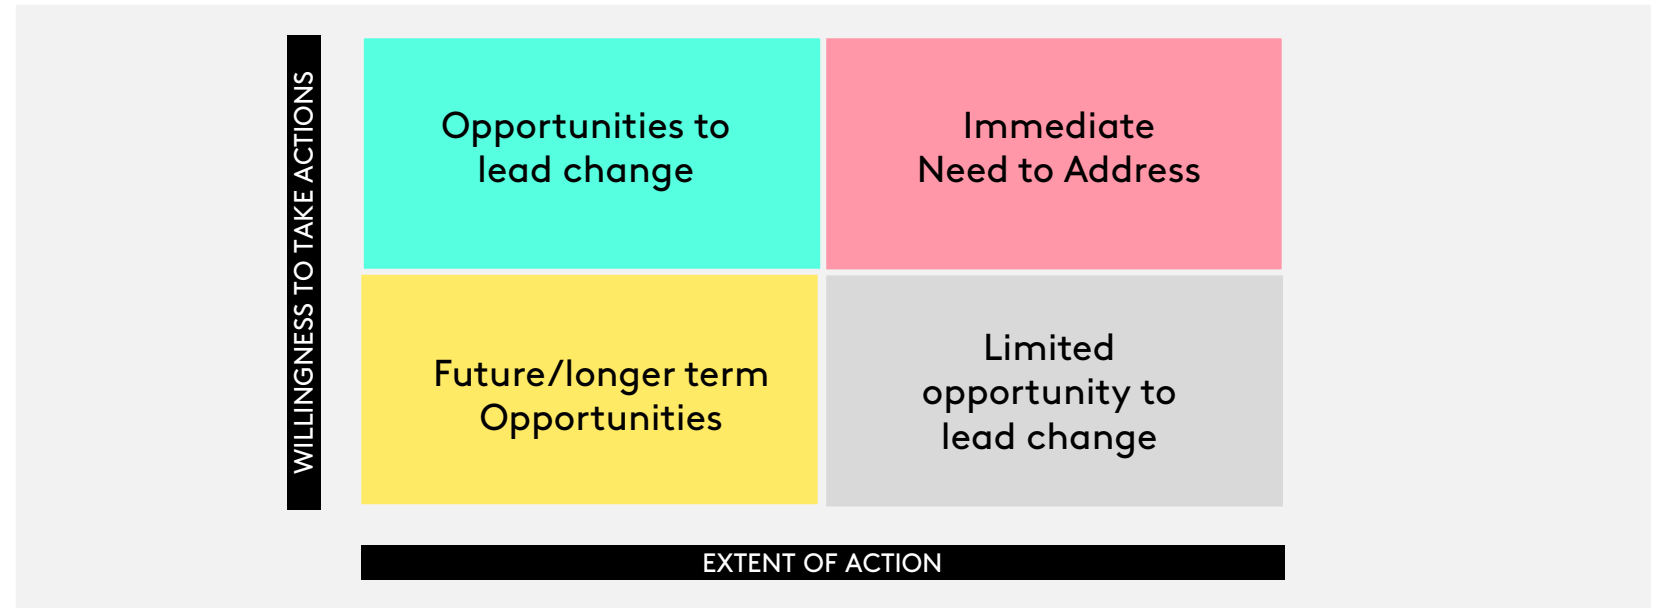 WILLINGNESS TO TAKE ACTIONS
Opportunities to
lead change
Immediate
Need to Address
Future/longer term
Opportunities
Limited
opportunity to
lead change
EXTENT OF ACTION